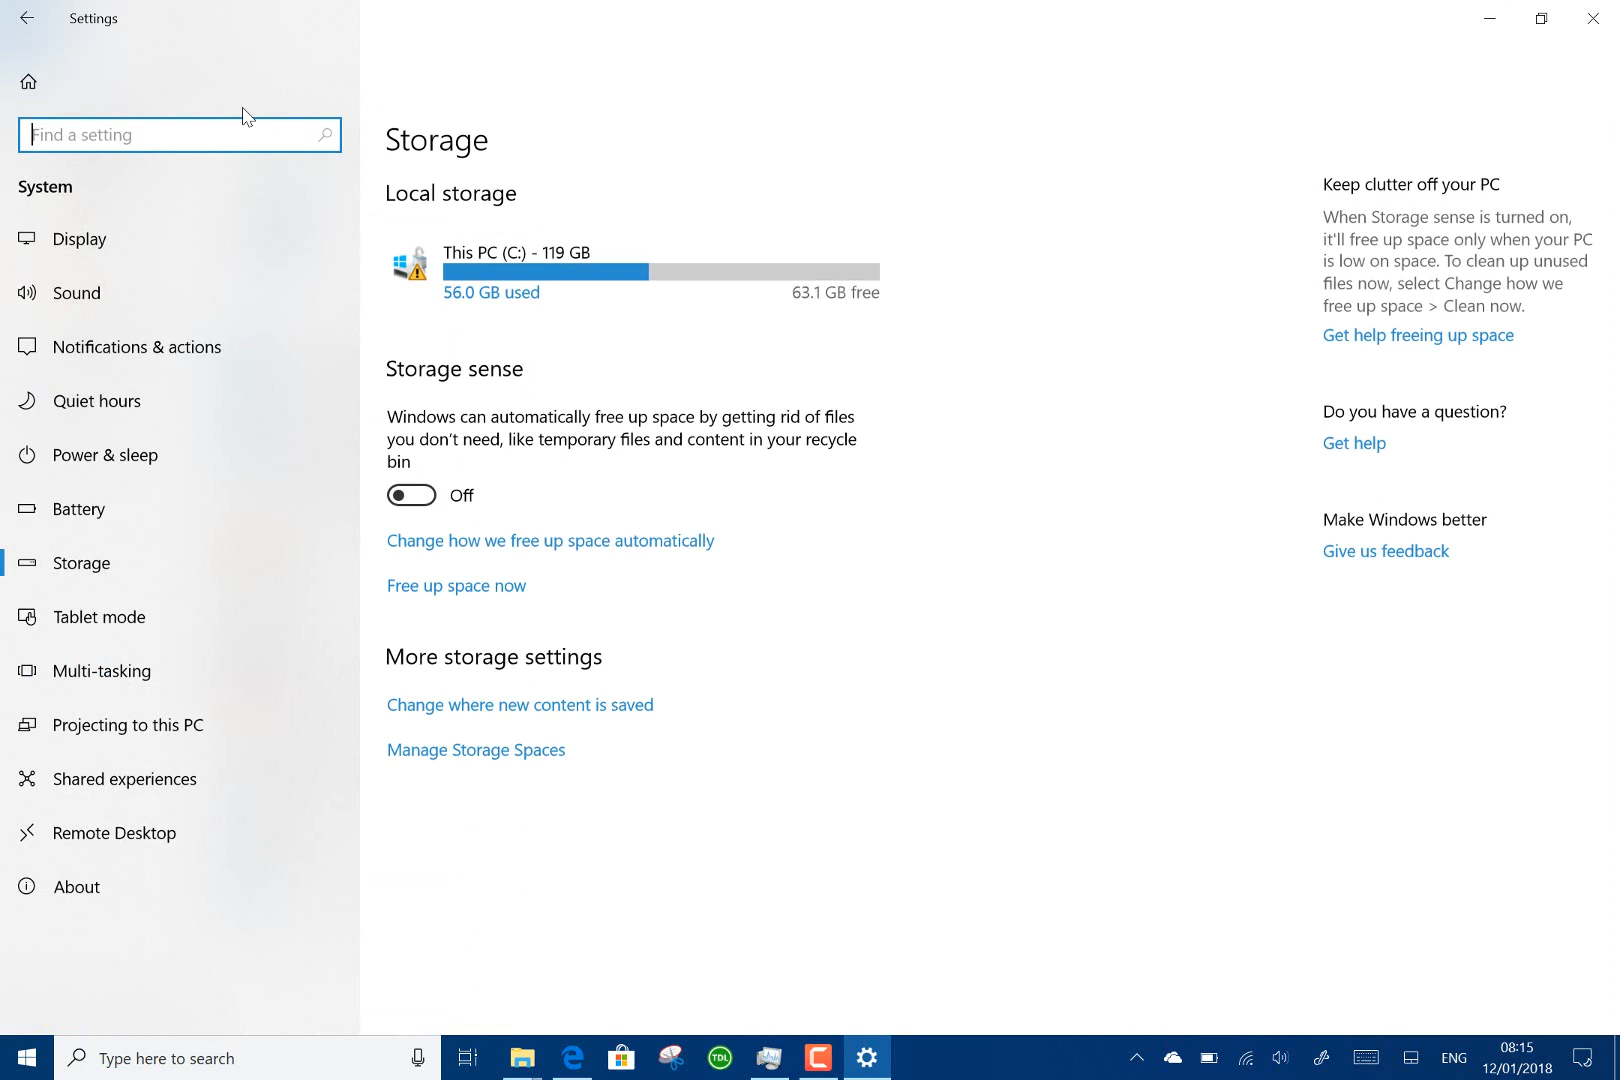 Settings
Find a setting
System
Display
Sound
Notifications & actions
Quiet hours
Power & sleep
Battery
Storage
Tablet mode
Multi-tasking
Projecting to this PC
Shared experiences
Remote Desktop
About
Storage
Local storage
This PC (C:) - 119 GB
56.0 GB used
63.1 GB free
Storage sense
Windows can automatically free up space by getting rid of files
you don't need, like temporary files and content in your recycle
bin
Off
Change how we free up space automatically
Free up space now
More storage settings
Change where new content is saved
Manage Storage Spaces
Keep clutter off your PC
When Storage sense is turned on,
it'll free up space only when your PC
is low on space. To clean up unused
files now, select Change how we
free up space > Clean now.
Get help freeing up space
Do you have a question?
Get help
Make Windows better
Give us feedback
Type here to search
TDL
ENG
08:15
12/01/2018